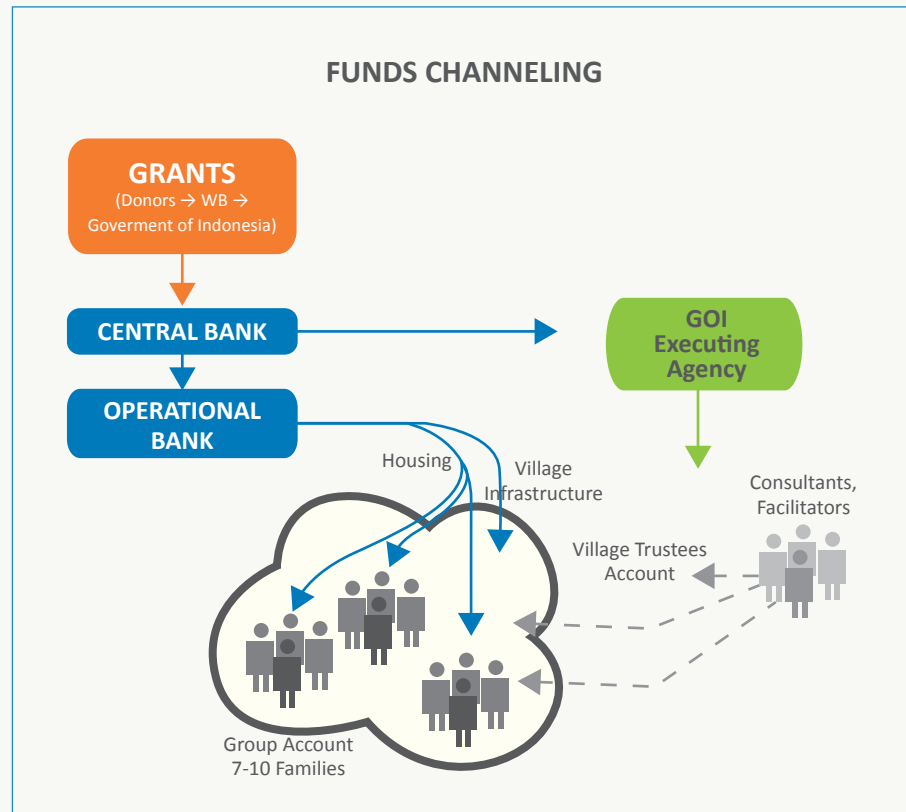 FUNDS CHANNELING
GRANTS
(Donors → WB →
Goverment of Indonesia)
CENTRAL BANK
GOI
Executing
Agency
OPERATIONAL
BANK
Housing
Village
Infrastructure
Consultants,
Facilitators
Village Trustees
Account
Group Account
7-10 Families